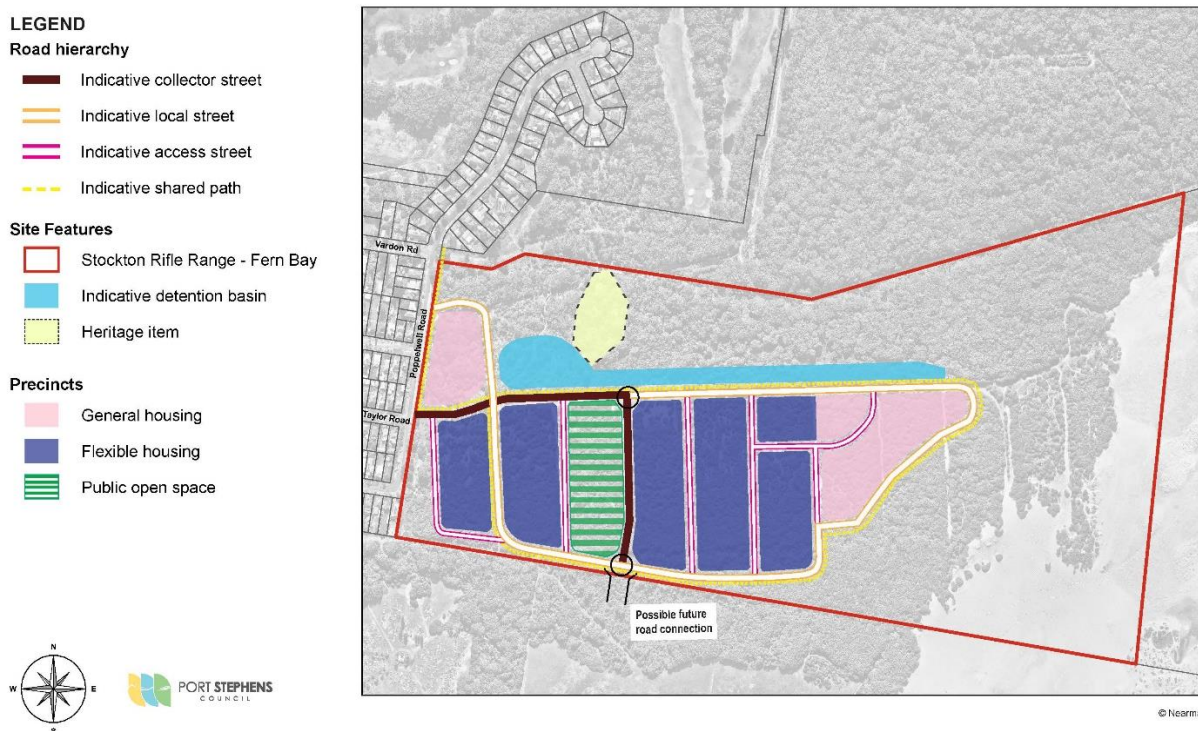 LEGEND
Road hierarchy
Indicative collector street
Indicative local street
Indicative access street
Indicative shared path
Site Features
Stockton Rifle Range - Fern Bay
Indicative detention basin
Heritage item
Precincts
General housing
Flexible housing
Public open space
N
W
E
S
PORT STEPHENS
COUNCIL
Vardon Rd
Popplewell Road
Taylor Road
Possible future
road connection
© Nearm